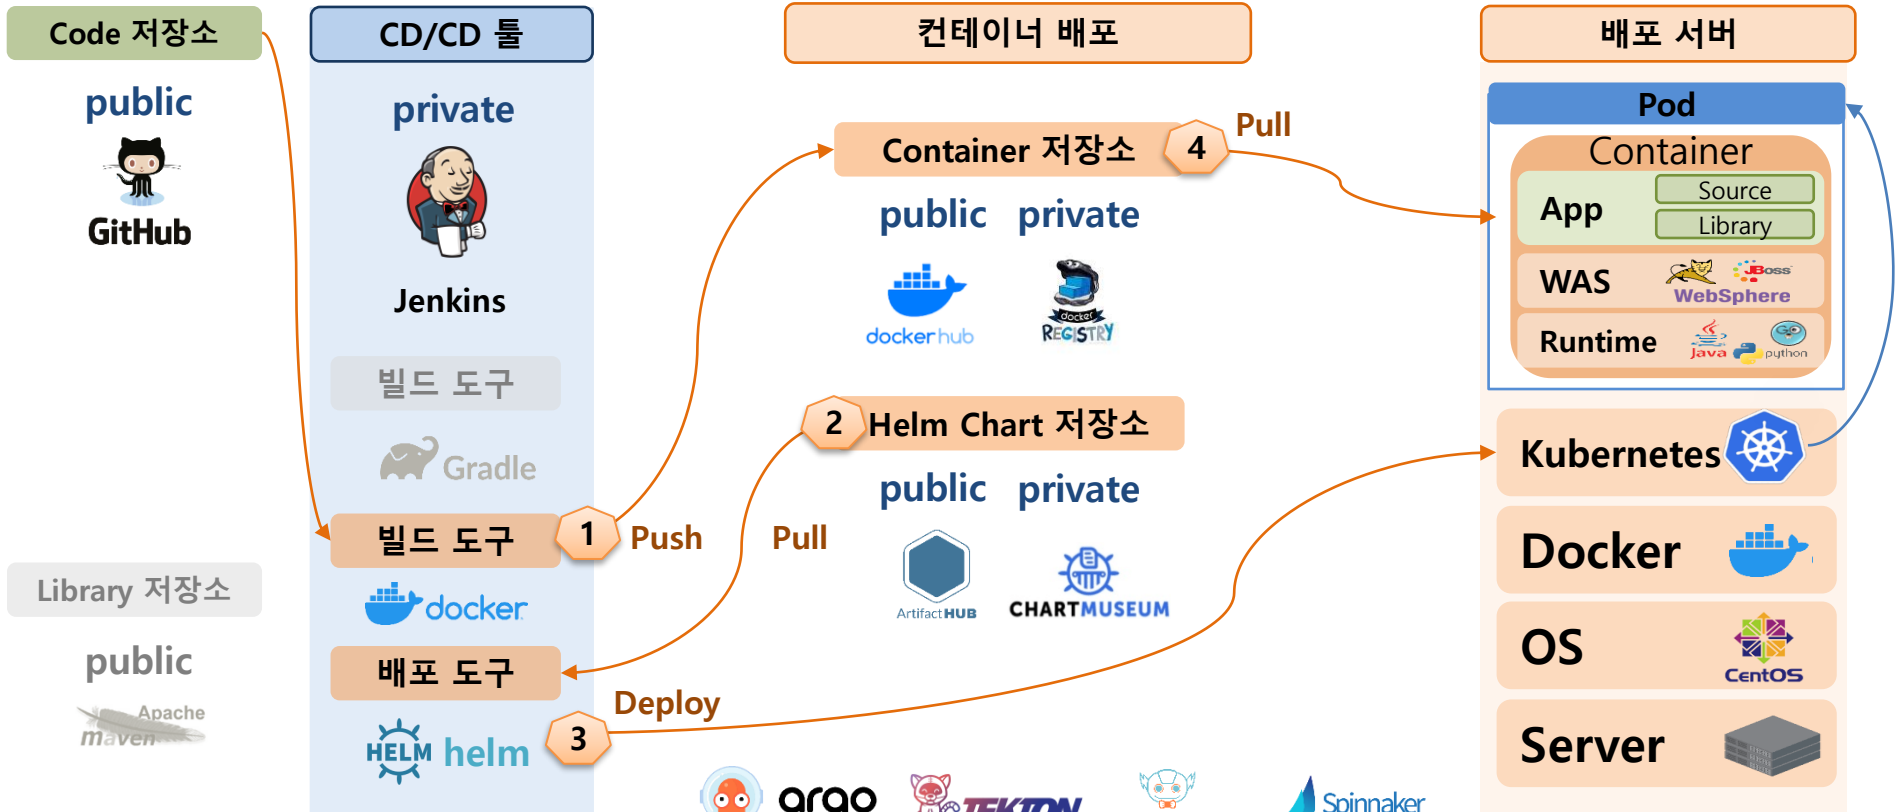 Code 저장소
public
GitHub
Library 저장소
public
Apache
maven
CD/CD 툴
private
Jenkins
빌드 도구
Gradle
빌드 도구
1
Push
docker
배포 도구
HELM helm
3
Deploy
컨테이너 배포
Container 저장소
4
Pull
public private
dockerhub
docker
REGISTRY
2
Helm Chart 저장소
Pull
public private
Artifact HUB
CHARTMUSEUM
argo
TEKTON
Spinnaker
배포 서버
Pod
Container
App
Source
Library
WAS
JBoss
WebSphere
Runtime
Java
GO
python
Kubernetes
Docker
OS
CentOS
Server